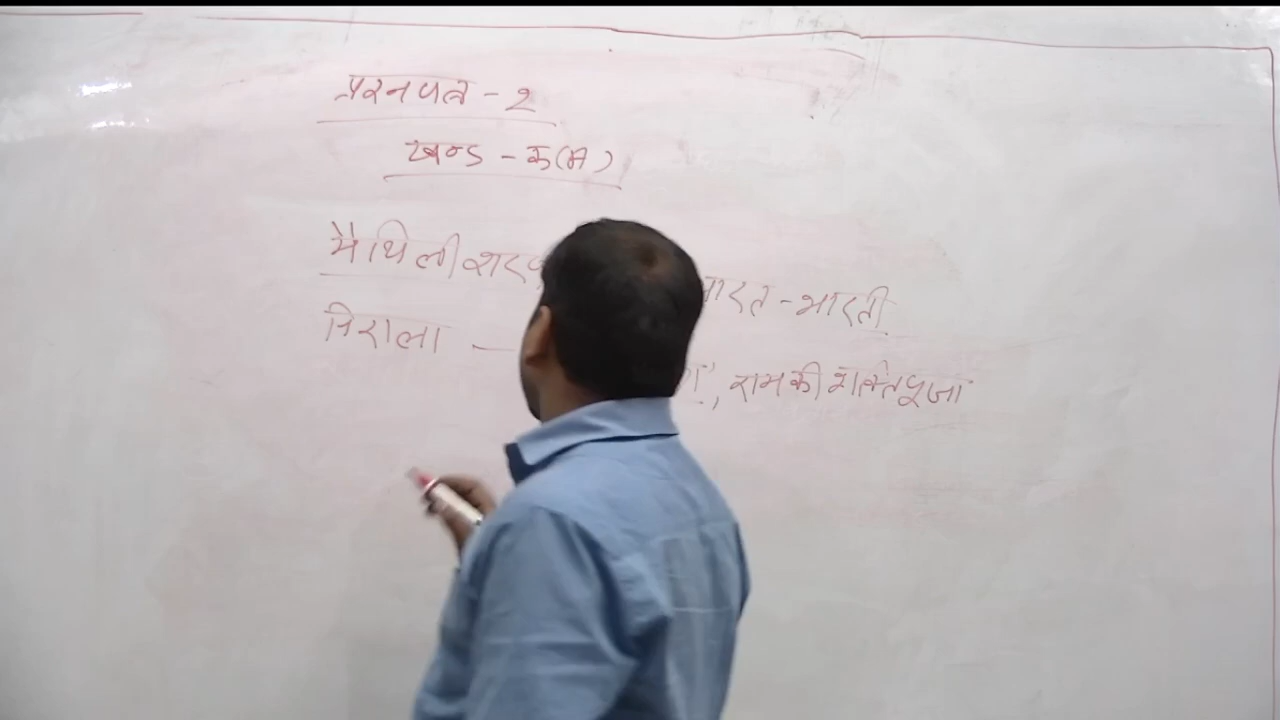 प्रश्नपत्र - 2
खण्ड - क(अ)
मैथिलीशरण भारत - भारती
निराला — , राम की शक्तिपूजा